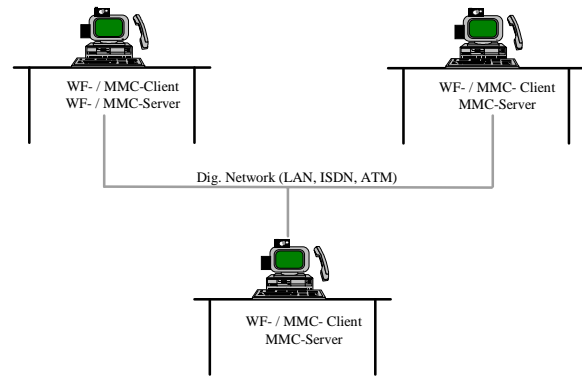 WF- / MMC-Client
WF- / MMC-Server
WF- / MMC- Client
MMC-Server
Dig. Network (LAN, ISDN, ATM)
WF- / MMC- Client
MMC-Server